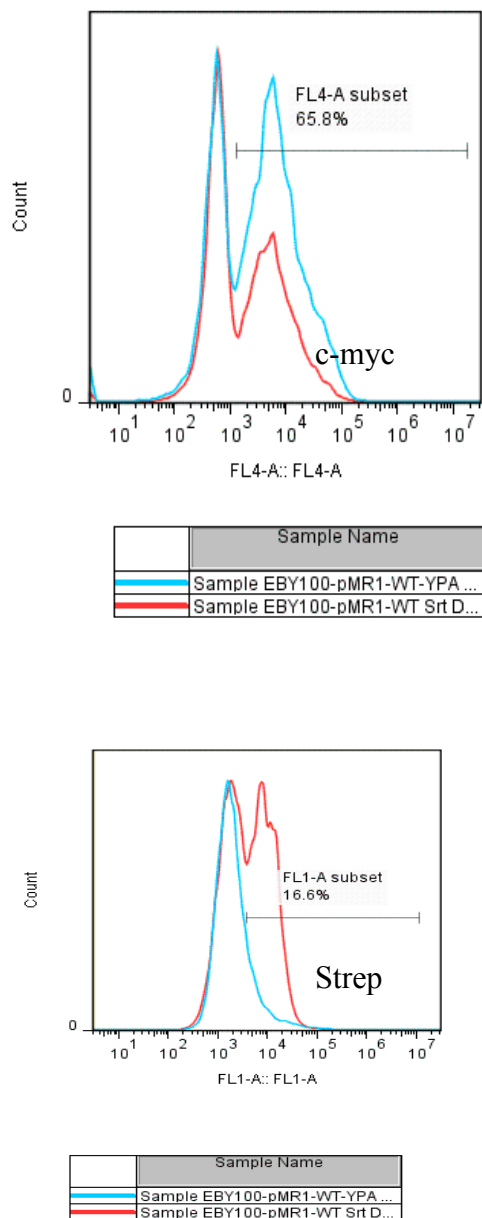 FL4-A subset
65.8%
Count
c-myc
0
10^1 10^2 10^3 10^4 10^5 10^6 10^7
FL4-A:: FL4-A
Sample Name
Sample EBY100-pMR1-WT-YPA ...
Sample EBY100-pMR1-WT Srt D...
FL1-A subset
16.6%
Count
Strep
0
10^1 10^2 10^3 10^4 10^5 10^6 10^7
FL1-A:: FL1-A
Sample Name
Sample EBY100-pMR1-WT-YPA ...
Sample EBY100-pMR1-WT Srt D...